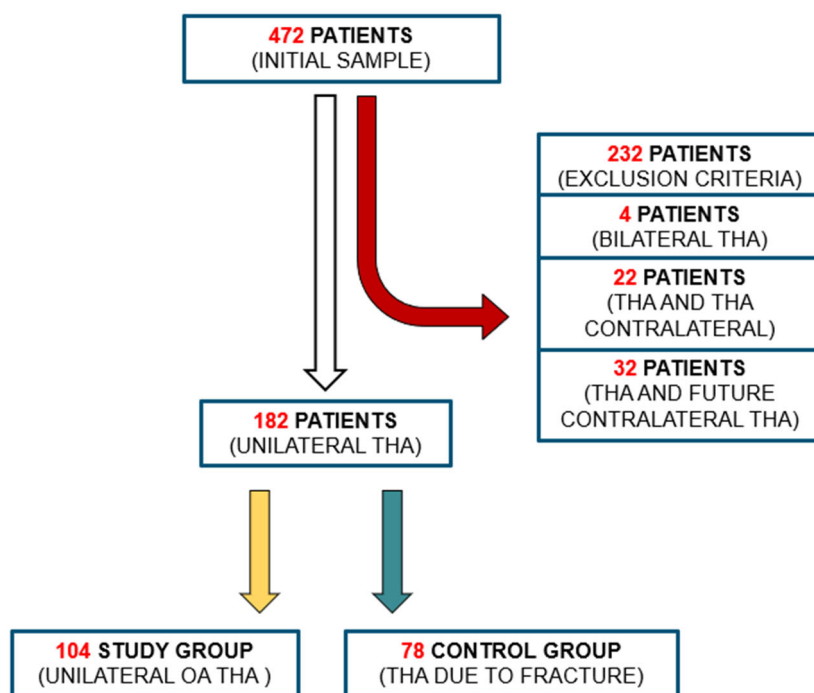 472 PATIENTS
(INITIAL SAMPLE)
232 PATIENTS
(EXCLUSION CRITERIA)
4 PATIENTS
(BILATERAL THA)
22 PATIENTS
(THA AND THA
CONTRALATERAL)
32 PATIENTS
(THA AND FUTURE
CONTRALATERAL THA)
182 PATIENTS
(UNILATERAL THA)
104 STUDY GROUP
(UNILATERAL OA THA )
78 CONTROL GROUP
(THA DUE TO FRACTURE)